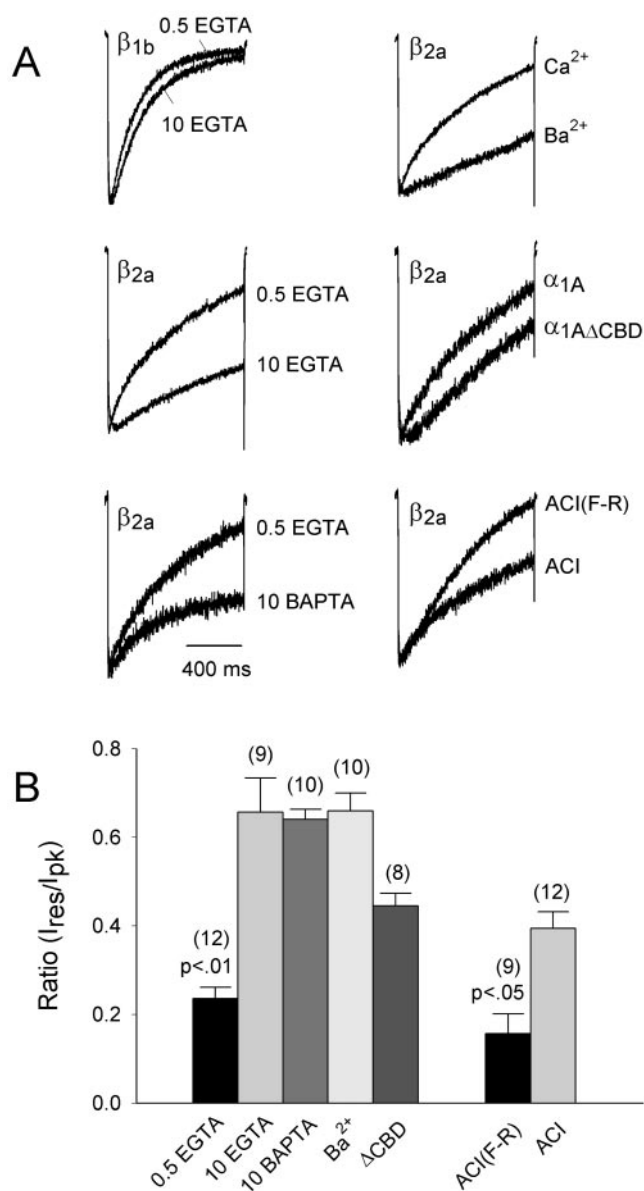 A
β1b
0.5 EGTA
10 EGTA
β2a
Ca2+
Ba2+
β2a
0.5 EGTA
10 EGTA
β2a
α1A
α1AΔCBD
β2a
0.5 EGTA
10 BAPTA
400 ms
β2a
ACI(F-R)
ACI
B
Ratio (Ires/Ipk)
0.8
0.6
0.4
0.2
0.0
(12)
p<.01
(9)
(10)
(10)
(8)
(9)
p<.05
(12)
0.5 EGTA
10 EGTA
10 BAPTA
Ba2+
ΔCBD
ACI(F-R)
ACI